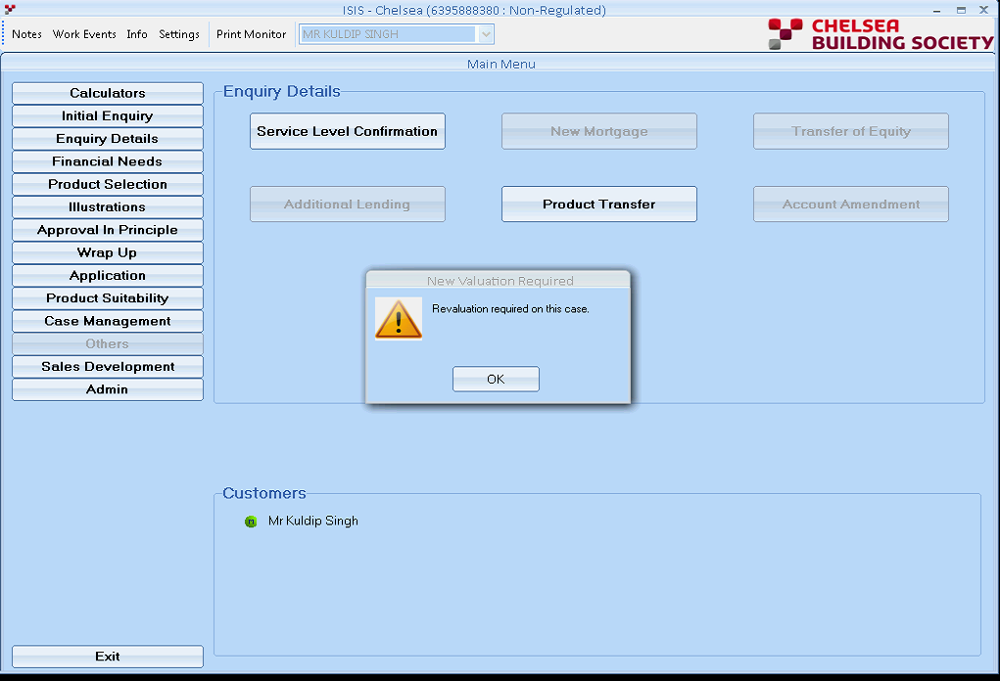 ISIS - Chelsea (6395888380 : Non-Regulated)
Notes Work Events Info Settings Print Monitor MR KULDIP SINGH
CHELSEA
BUILDING SOCIETY
Main Menu
Calculators
Initial Enquiry
Enquiry Details
Financial Needs
Product Selection
Illustrations
Approval In Principle
Wrap Up
Application
Product Suitability
Case Management
Others
Sales Development
Admin
Exit
Enquiry Details
Service Level Confirmation New Mortgage Transfer of Equity
Additional Lending Product Transfer Account Amendment
New Valuation Required
Revaluation required on this case.
OK
Customers
Mr Kuldip Singh